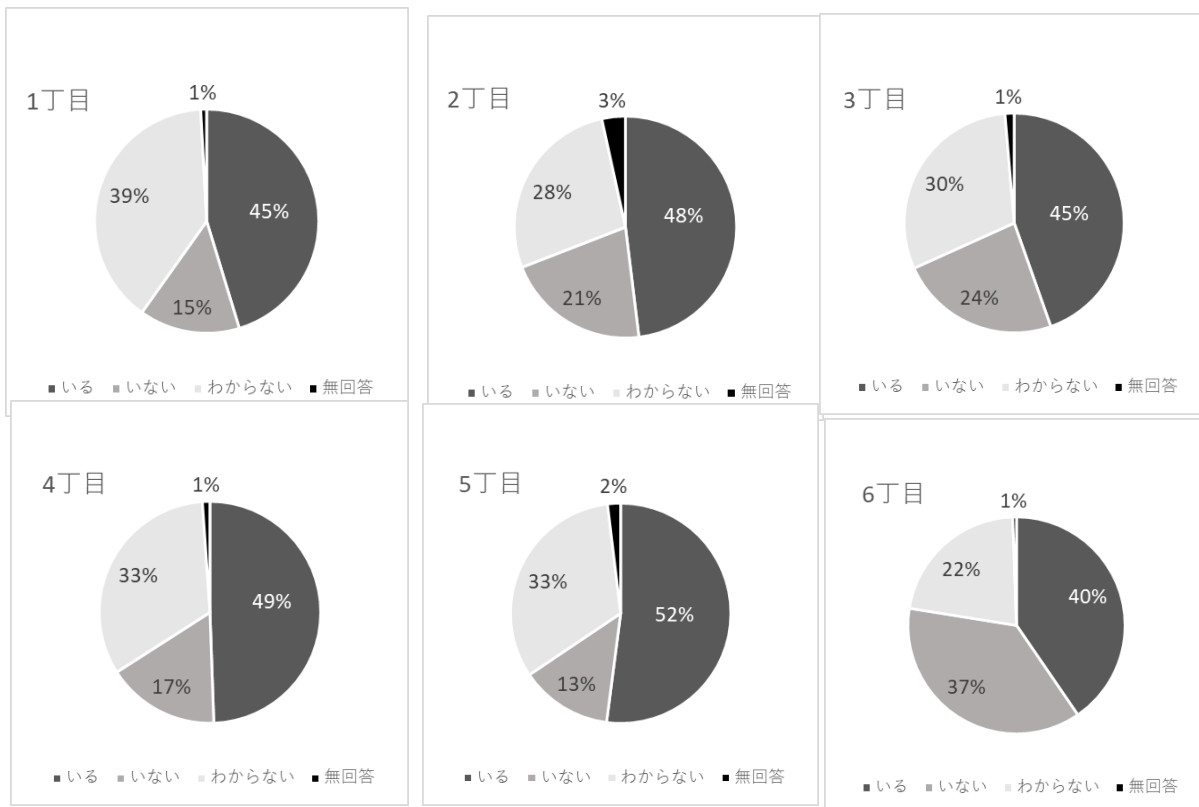 1丁目
1%
39%
45%
15%
■いる ■いない ■わからない ■無回答
2丁目
3%
28%
48%
21%
■いる ■いない ■わからない ■無回答
3丁目
1%
30%
45%
24%
■いる ■いない ■わからない ■無回答
4丁目
1%
33%
49%
17%
■いる ■いない ■わからない ■無回答
5丁目
2%
33%
52%
13%
■いる ■いない ■わからない ■無回答
6丁目
1%
22%
40%
37%
■いる ■いない ■わからない ■無回答